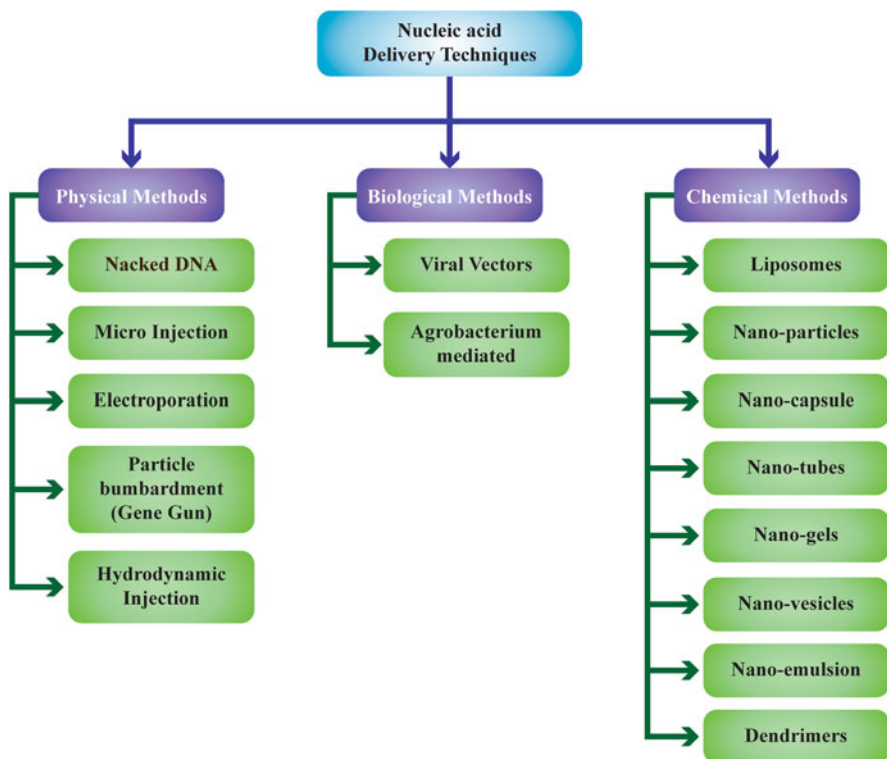 Nucleic acid
Delivery Techniques
Physical Methods
Nacked DNA
Micro Injection
Electroporation
Particle
bumbardment
(Gene Gun)
Hydrodynamic
Injection
Biological Methods
Viral Vectors
Agrobacterium
mediated
Chemical Methods
Liposomes
Nano-particles
Nano-capsule
Nano-tubes
Nano-gels
Nano-vesicles
Nano-emulsion
Dendrimers